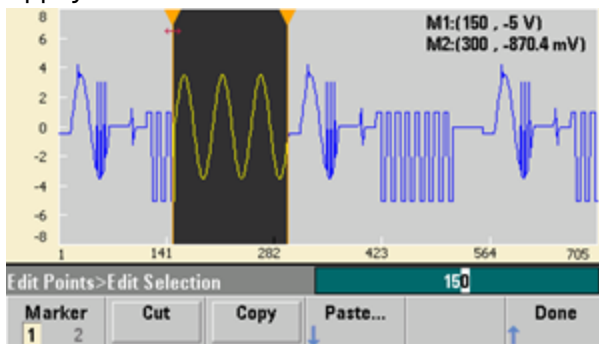 8
M1:(150 , -5 V)
M2:(300 , -870.4 mV)
6
4
2
0
-2
-4
-6
-8
1 141 282 423 564 705
Edit Points>Edit Selection 150
Marker Cut Copy Paste... Done
1 2